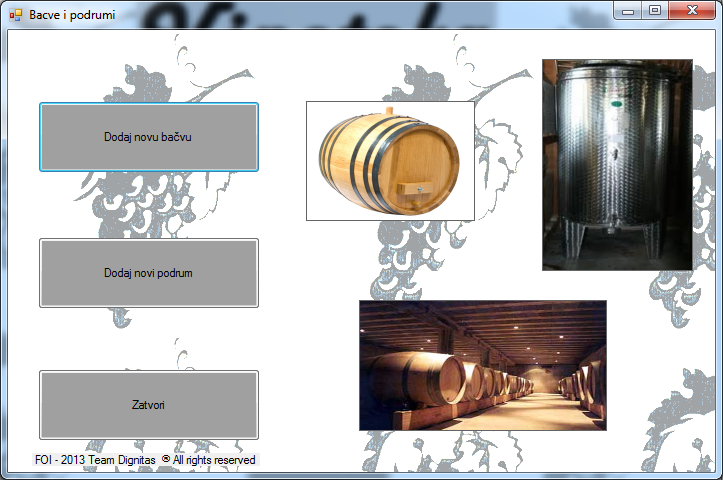 Bacve i podrumi
Dodaj novu bačvu
Dodaj novi podrum
Zatvori
FOI - 2013 Team Dignitas ® All rights reserved